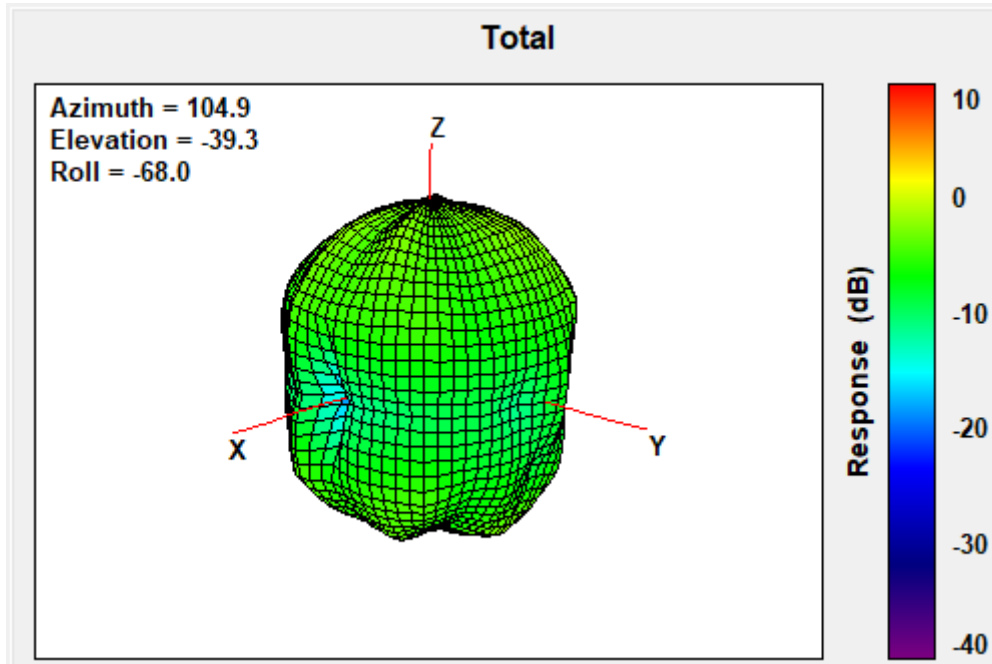 Total
Azimuth = 104.9
Elevation = -39.3
Roll = -68.0
Z
X
Y
10
0
-10
-20
-30
-40
Response (dB)